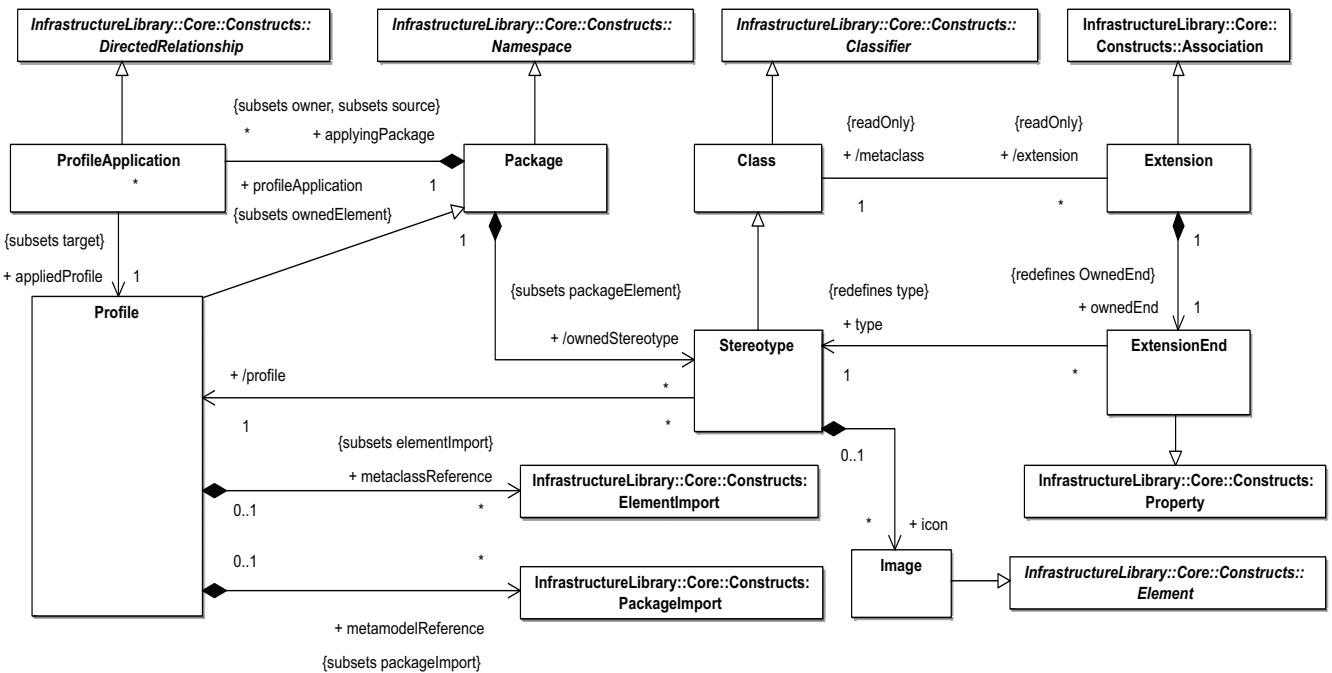 InfrastructureLibrary::Core::Constructs::
DirectedRelationship
InfrastructureLibrary::Core::Constructs::
Namespace
InfrastructureLibrary::Core::Constructs::
Classifier
InfrastructureLibrary::Core::
Constructs::Association
{subsets owner, subsets source}
*
+ applyingPackage
{readOnly}
{readOnly}
ProfileApplication
*
Package
Class
+ /metaclass
+ /extension
Extension
+ profileApplication
1
1
*
{subsets ownedElement}
{subsets target}
1
1
+ appliedProfile
1
{subsets packageElement}
{redefines type}
{redefines OwnedEnd}
Profile
+ ownedEnd
1
+ /ownedStereotype
Stereotype
+ type
ExtensionEnd
+ /profile
*
1
*
1
*
{subsets elementImport}
+ metaclassReference
0..1
*
InfrastructureLibrary::Core::Constructs:
ElementImport
0..1
InfrastructureLibrary::Core::Constructs:
Property
*
+ icon
0..1
*
InfrastructureLibrary::Core::Constructs:
PackageImport
Image
InfrastructureLibrary::Core::Constructs::
Element
+ metamodelReference
{subsets packageImport}